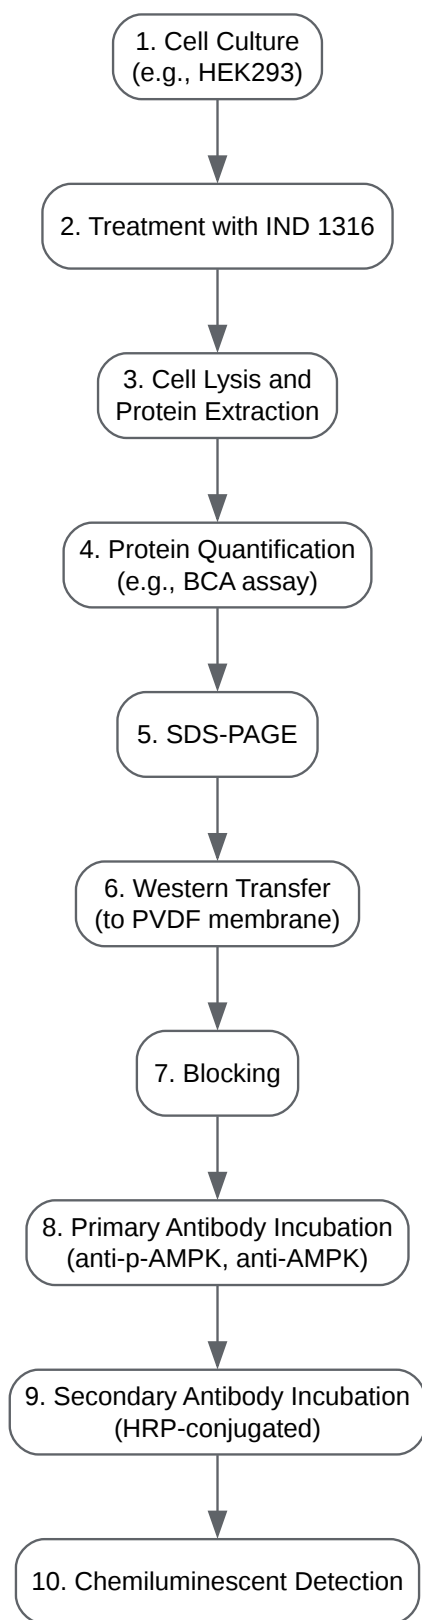 1. Cell Culture
(e.g., HEK293)
2. Treatment with IND 1316
3. Cell Lysis and
Protein Extraction
4. Protein Quantification
(e.g., BCA assay)
5. SDS-PAGE
6. Western Transfer
(to PVDF membrane)
7. Blocking
8. Primary Antibody Incubation
(anti-p-AMPK, anti-AMPK)
9. Secondary Antibody Incubation
(HRP-conjugated)
10. Chemiluminescent Detection